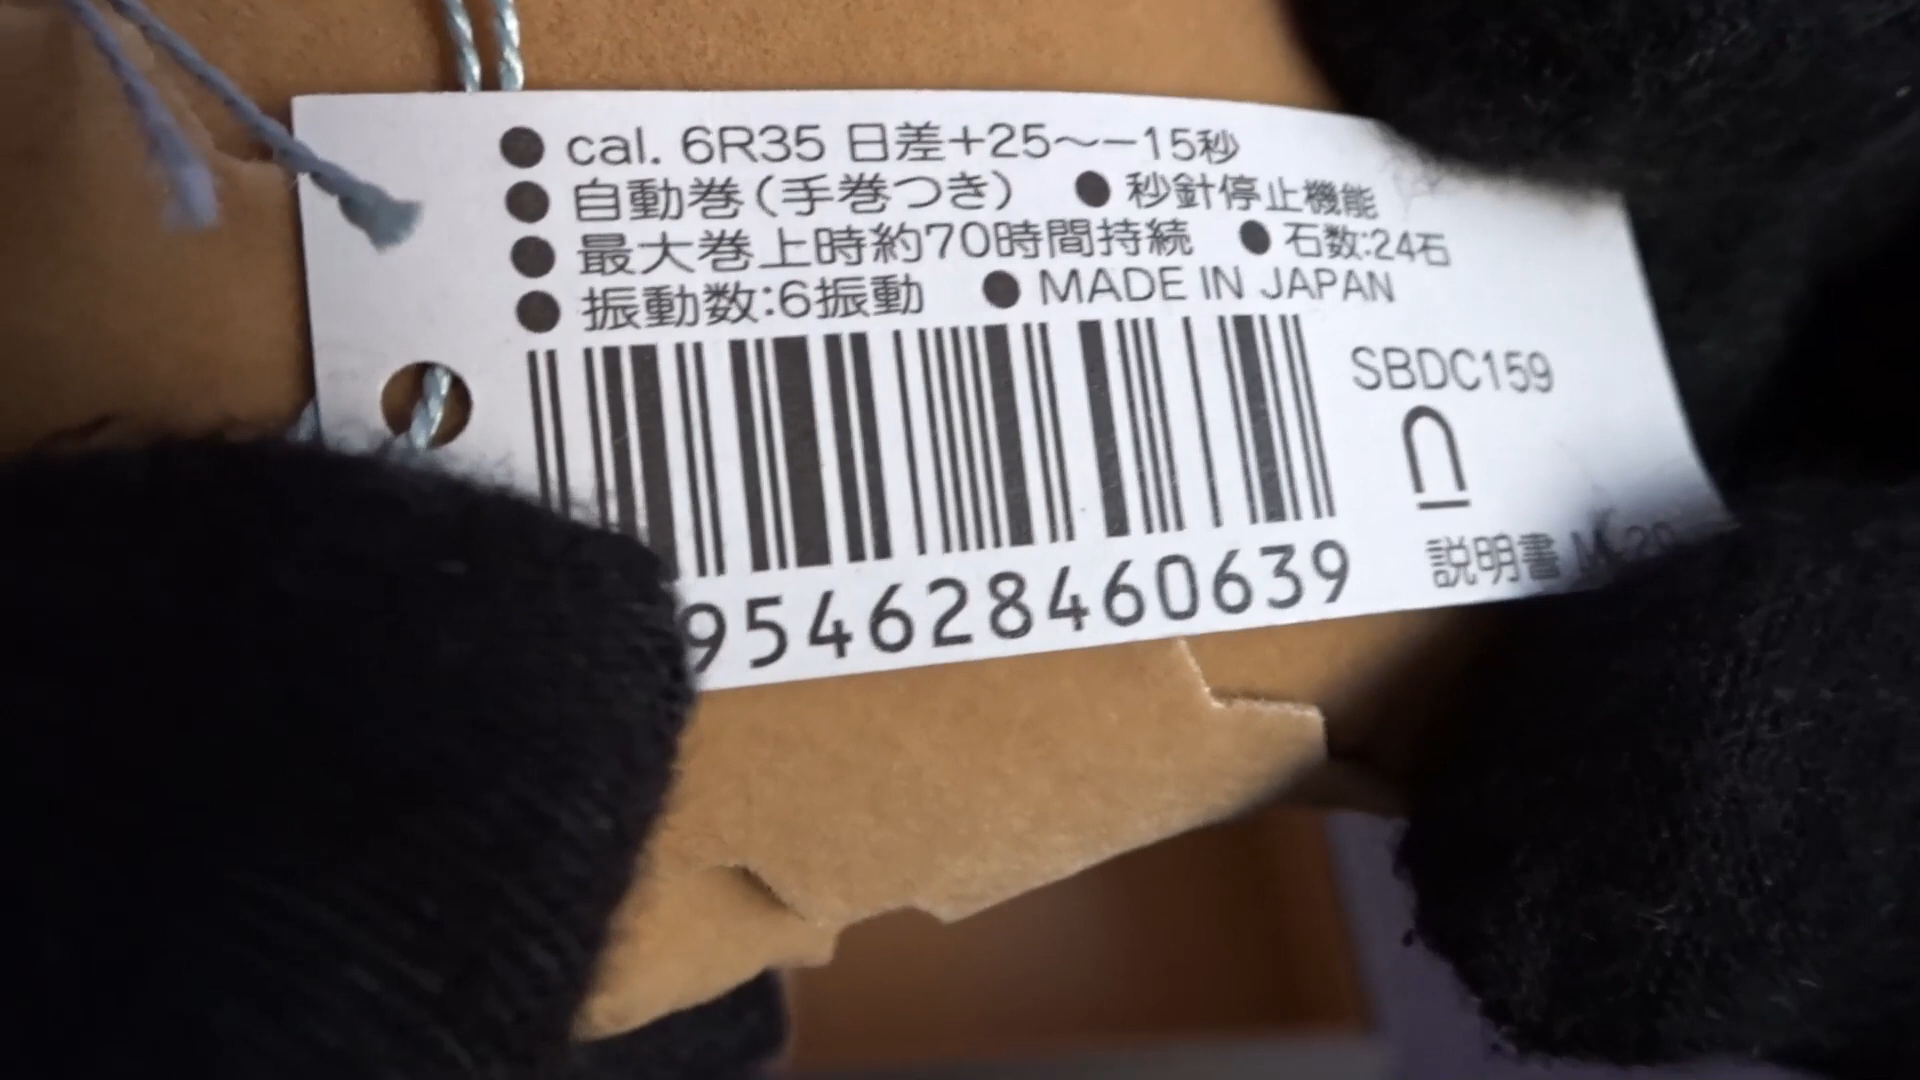 ● cal. 6R35 日差+25〜−15秒
● 自動巻(手巻つき) ● 秒針停止機能
● 最大巻上時約70時間持続 ● 石数:24石
● 振動数:6振動 ● MADE IN JAPAN
SBDC159
954628460639
説明書